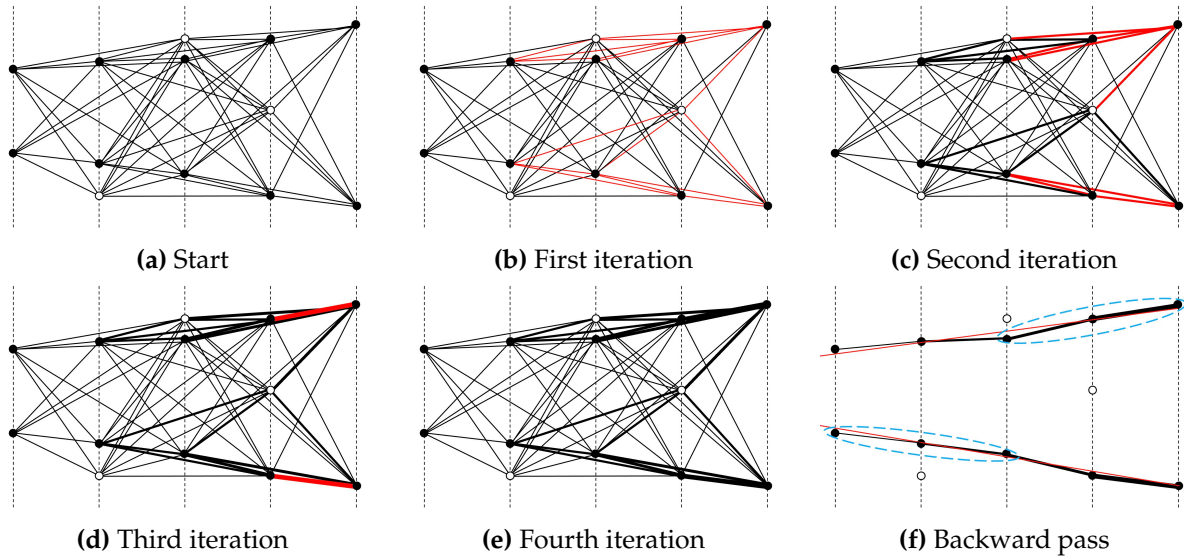 (a) Start
(b) First iteration
(c) Second iteration
(d) Third iteration
(e) Fourth iteration
(f) Backward pass